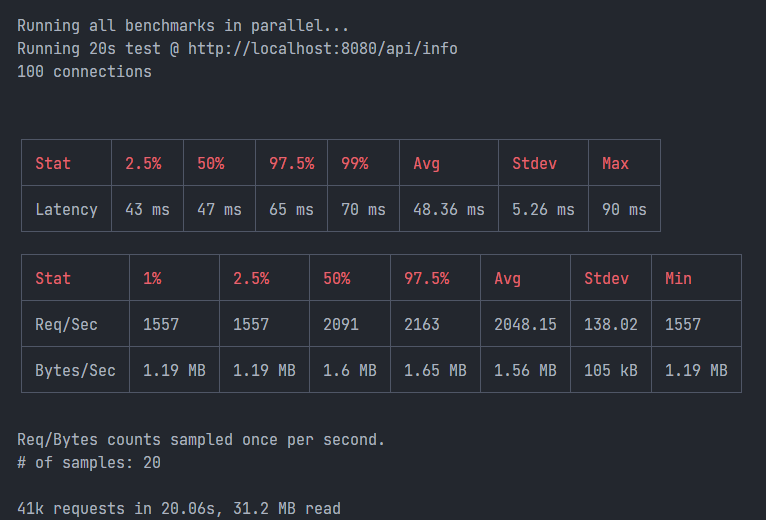 Running all benchmarks in parallel...
Running 20s test @ http://localhost:8080/api/info
100 connections
Stat 2.5% 50% 97.5% 99% Avg Stdev Max
Latency 43 ms 47 ms 65 ms 70 ms 48.36 ms 5.26 ms 90 ms
Stat 1% 2.5% 50% 97.5% Avg Stdev Min
Req/Sec 1557 1557 2091 2163 2048.15 138.02 1557
Bytes/Sec 1.19 MB 1.19 MB 1.6 MB 1.65 MB 1.56 MB 105 kB 1.19 MB
Req/Bytes counts sampled once per second.
# of samples: 20
41k requests in 20.06s, 31.2 MB read